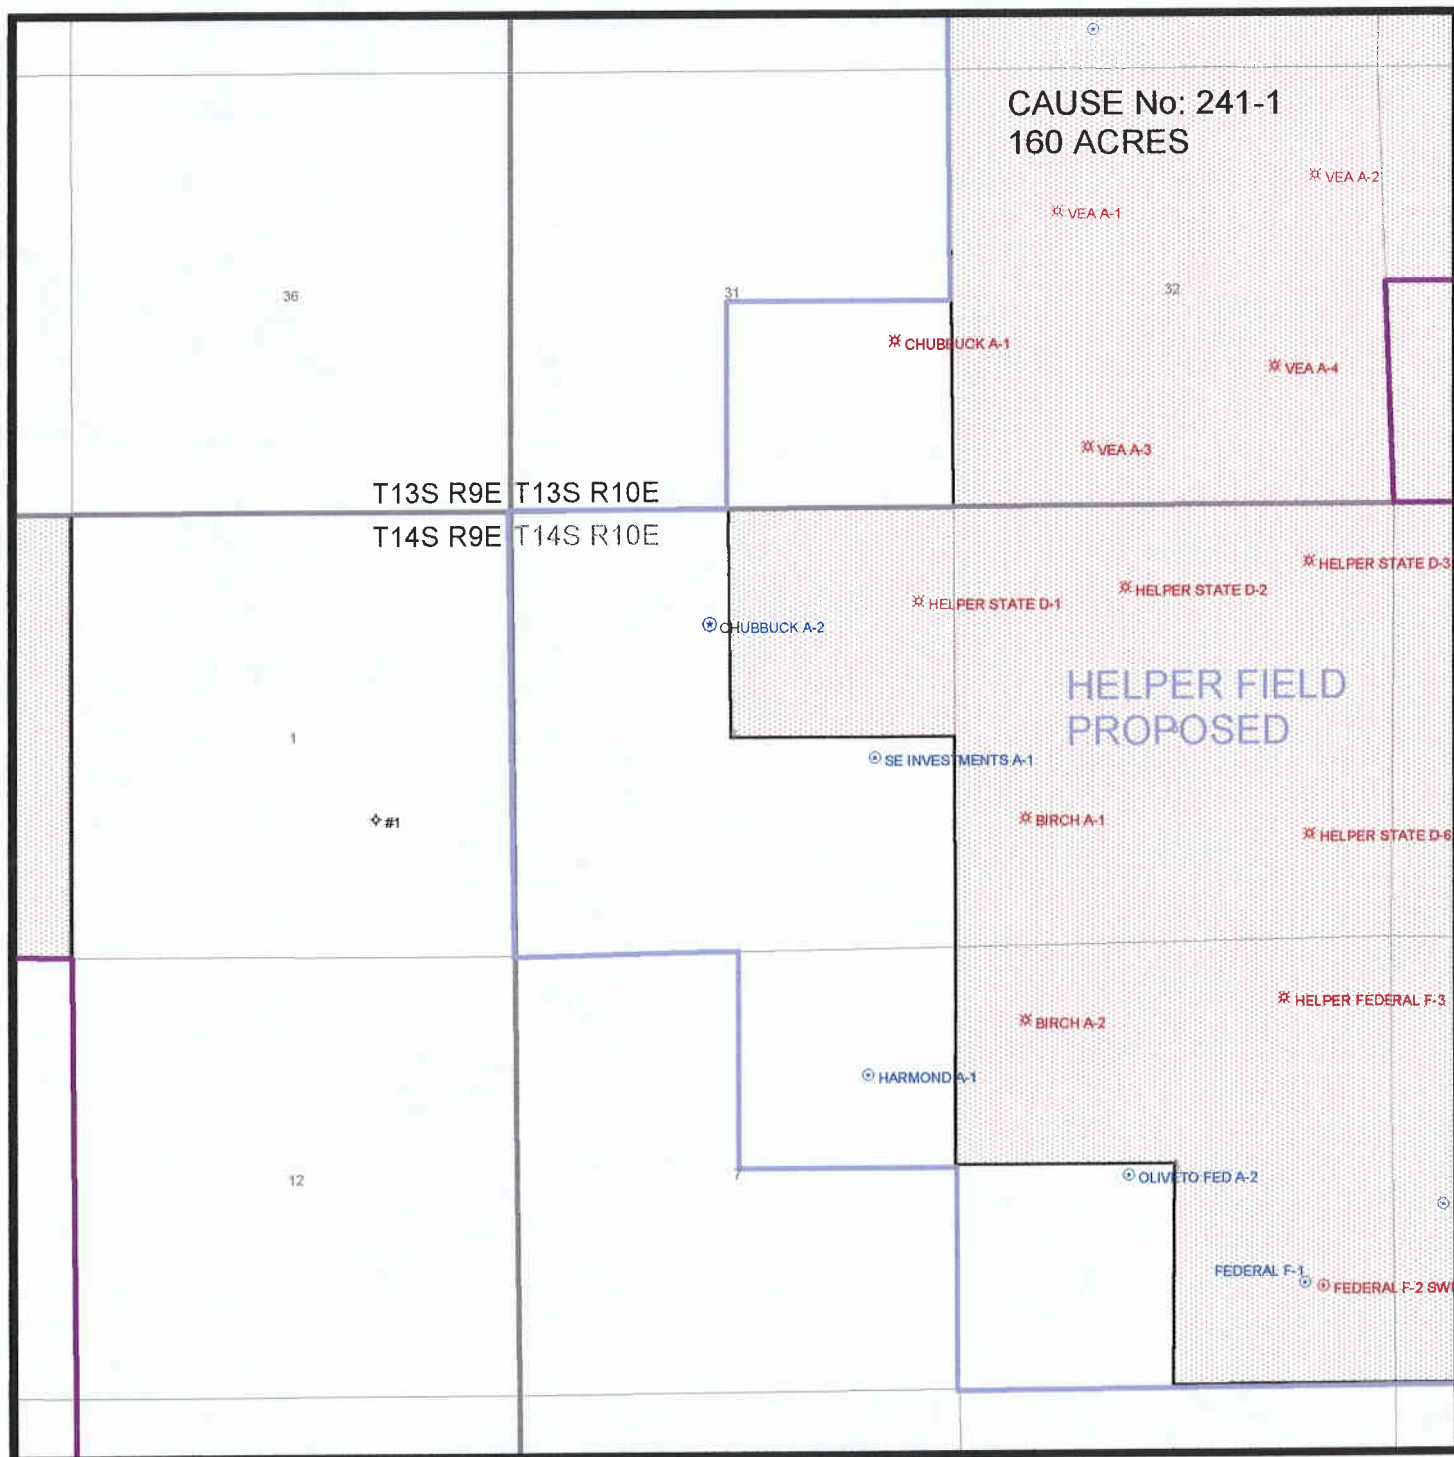 CAUSE No: 241-1
160 ACRES
VEA A-2
VEA A-1
36
31
32
CHUBBUCK A-1
VEA A-4
VEA A-3
T13S R9E T13S R10E
T14S R9E T14S R10E
HELPER STATE D-3
HELPER STATE D-2
HELPER STATE D-1
CHUBBUCK A-2
HELPER FIELD
PROPOSED
1
SE INVESTMENTS A-1
BIRCH A-1
#1
HELPER STATE D-6
HELPER FEDERAL F-3
BIRCH A-2
HARMOND A-1
12
7
OLIVETO FED A-2
FEDERAL F-1
FEDERAL F-2 SW